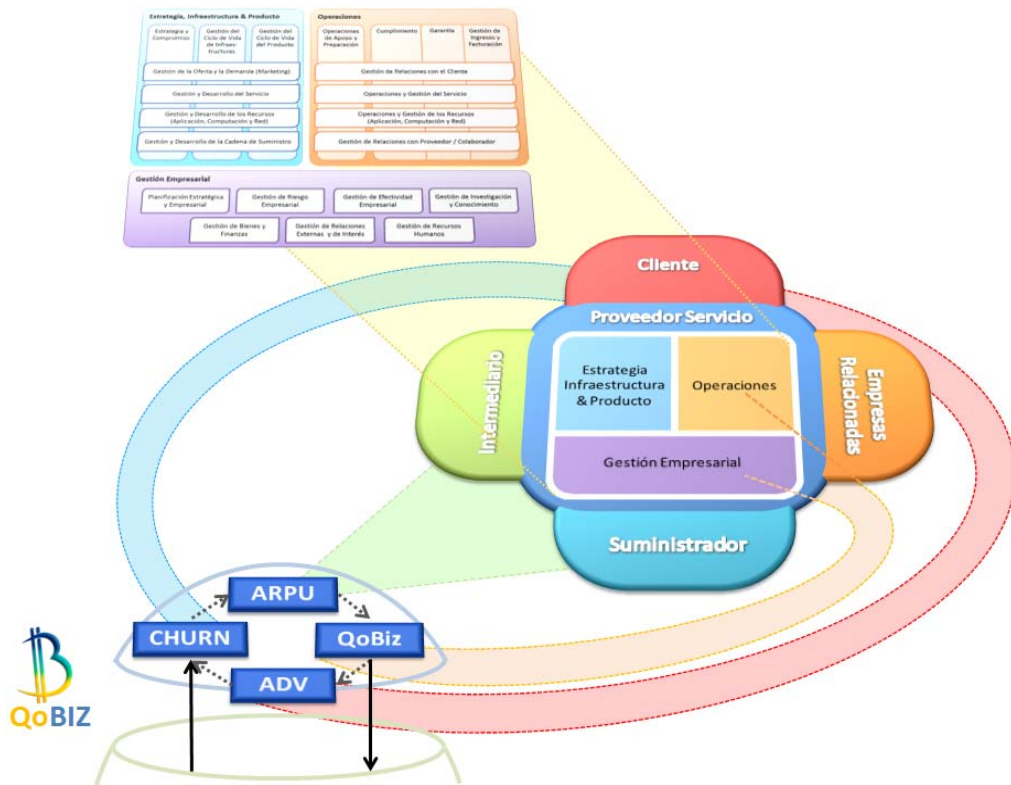 Estrategia, Infraestructura & Producto
Estrategia y
Compromiso
Gestión del
Ciclo de Vida
de Infraes-
tructuras
Gestión del
Ciclo de Vida
del Producto
Gestión de la Oferta y la Demanda (Marketing)
Gestión y Desarrollo del Servicio
Gestión y Desarrollo de los Recursos
(Aplicación, Computación y Red)
Gestión y Desarrollo de la Cadena de Suministro
Operaciones
Operaciones
de Apoyo y
Preparación
Cumplimiento
Garantía
Gestión de
Ingresos y
Facturación
Gestión de Relaciones con el Cliente
Operaciones y Gestión del Servicio
Operaciones y Gestión de los Recursos
(Aplicación, Computación y Red)
Gestión de Relaciones con Proveedor / Colaborador
Gestión Empresarial
Planificación Estratégica
y Empresarial
Gestión de Riesgo
Empresarial
Gestión de Efectividad
Empresarial
Gestión de Investigación
y Conocimiento
Gestión de Bienes y
Finanzas
Gestión de Relaciones
Externas y de Interés
Gestión de Recursos
Humanos
Cliente
Proveedor Servicio
Intermediario
Estrategia
Infraestructura
& Producto
Operaciones
Empresas
Relacionadas
Gestión Empresarial
Suministrador
ARPU
CHURN
QoBiz
ADV
QoBIZ